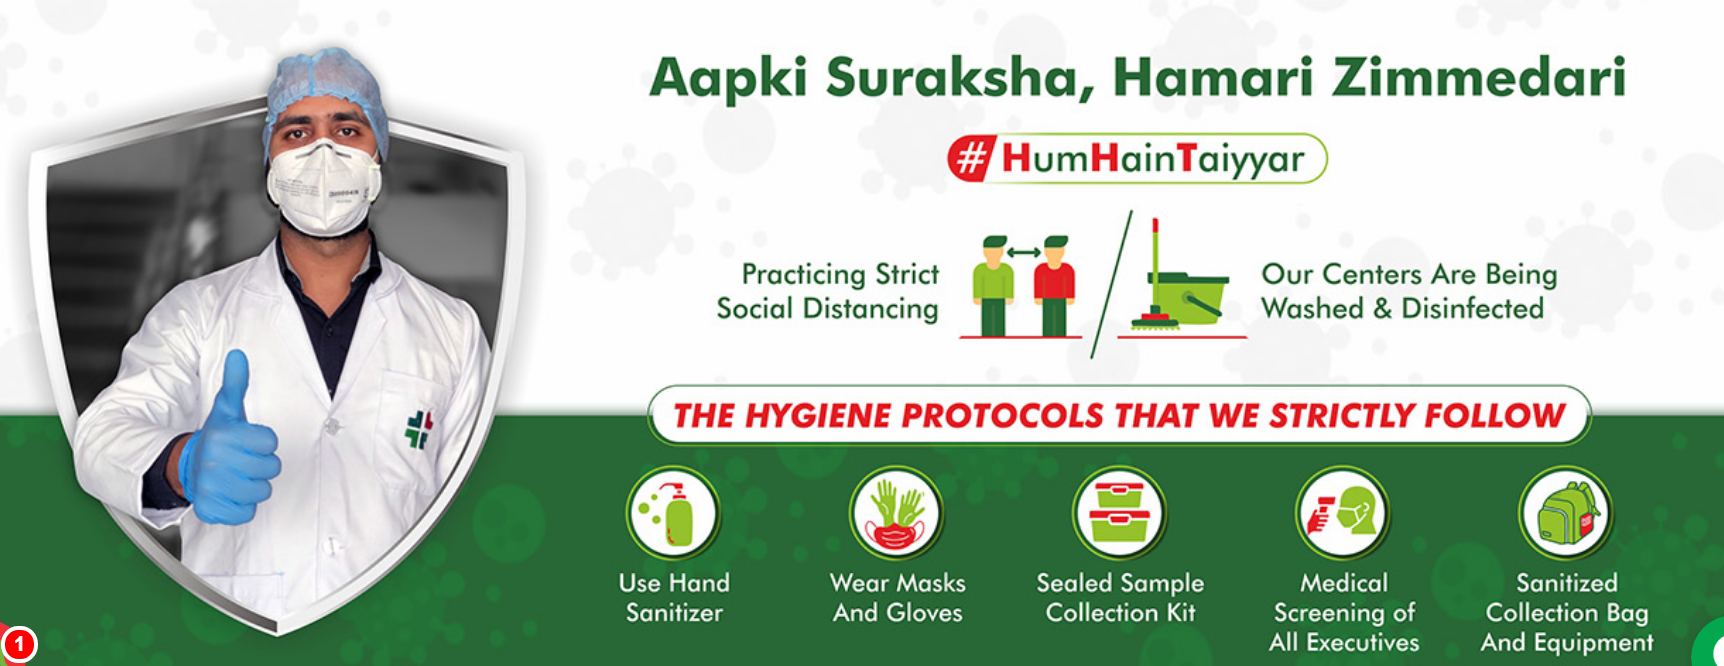 Aapki Suraksha, Hamari Zimmedari
#HumHainTaiyyar
Practicing Strict
Social Distancing
Our Centers Are Being
Washed & Disinfected
THE HYGIENE PROTOCOLS THAT WE STRICTLY FOLLOW
Use Hand
Sanitizer
Wear Masks
And Gloves
Sealed Sample
Collection Kit
Medical
Screening of
All Executives
Sanitized
Collection Bag
And Equipment
1